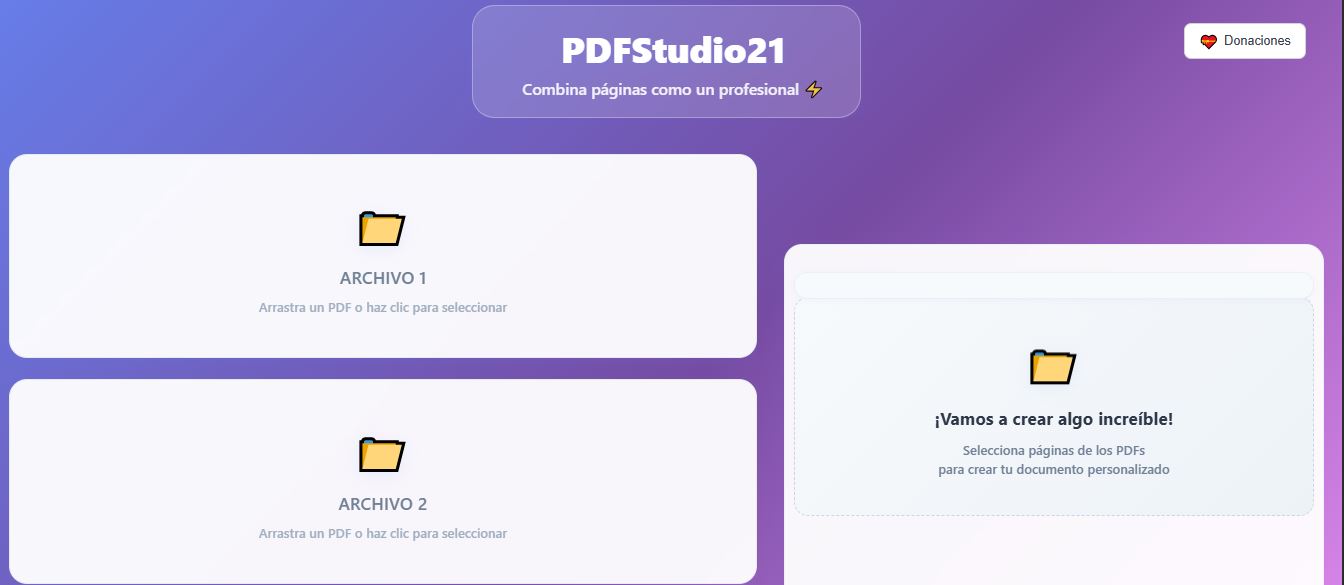 PDFStudio21
Combina páginas como un profesional ⚡
Donaciones
ARCHIVO 1
Arrastra un PDF o haz clic para seleccionar
ARCHIVO 2
Arrastra un PDF o haz clic para seleccionar
¡Vamos a crear algo increíble!
Selecciona páginas de los PDFs
para crear tu documento personalizado